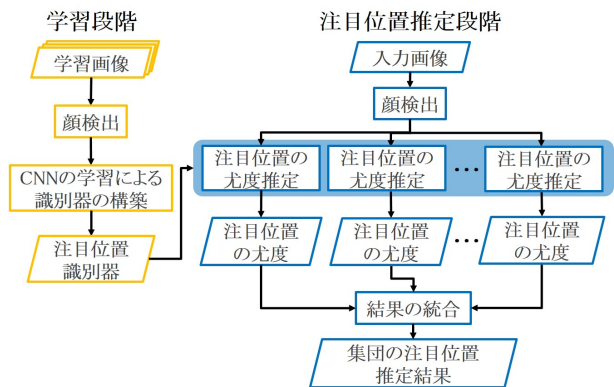 学習段階
学習画像
顔検出
CNNの学習による
識別器の構築
注目位置
識別器
注目位置推定段階
入力画像
顔検出
注目位置の
尤度推定
注目位置の
尤度推定
…
注目位置の
尤度推定
注目位置
の尤度
注目位置
の尤度
…
注目位置
の尤度
結果の統合
集団の注目位置
推定結果